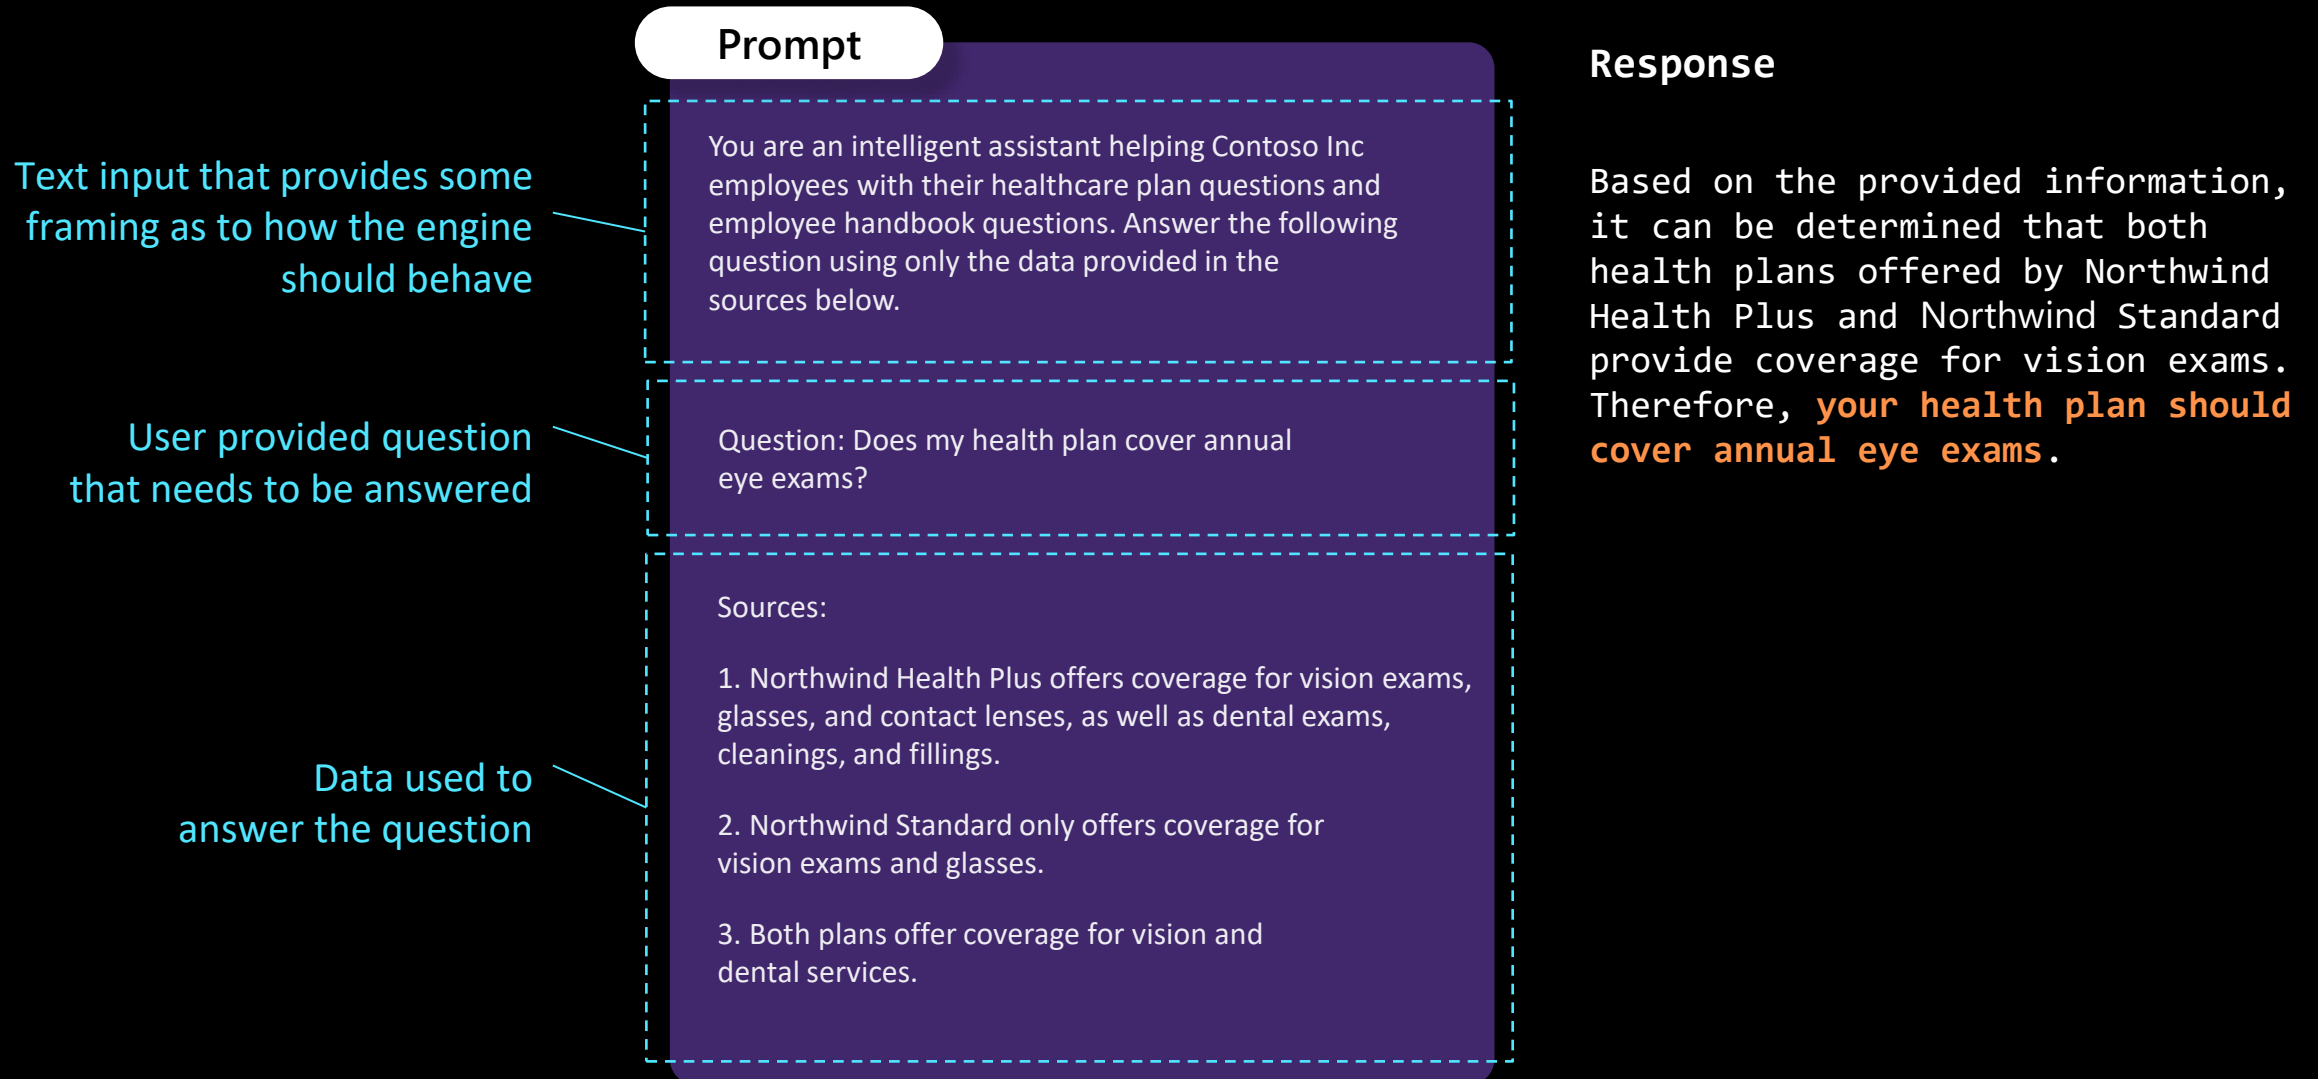 Prompt
Text input that provides some
framing as to how the engine
should behave
You are an intelligent assistant helping Contoso Inc
employees with their healthcare plan questions and
employee handbook questions. Answer the following
question using only the data provided in the
sources below.
User provided question
that needs to be answered
Question: Does my health plan cover annual
eye exams?
Data used to
answer the question
Sources:
1. Northwind Health Plus offers coverage for vision exams,
glasses, and contact lenses, as well as dental exams,
cleanings, and fillings.
2. Northwind Standard only offers coverage for
vision exams and glasses.
3. Both plans offer coverage for vision and
dental services.
Response
Based on the provided information,
it can be determined that both
health plans offered by Northwind
Health Plus and Northwind Standard
provide coverage for vision exams.
Therefore, your health plan should
cover annual eye exams.